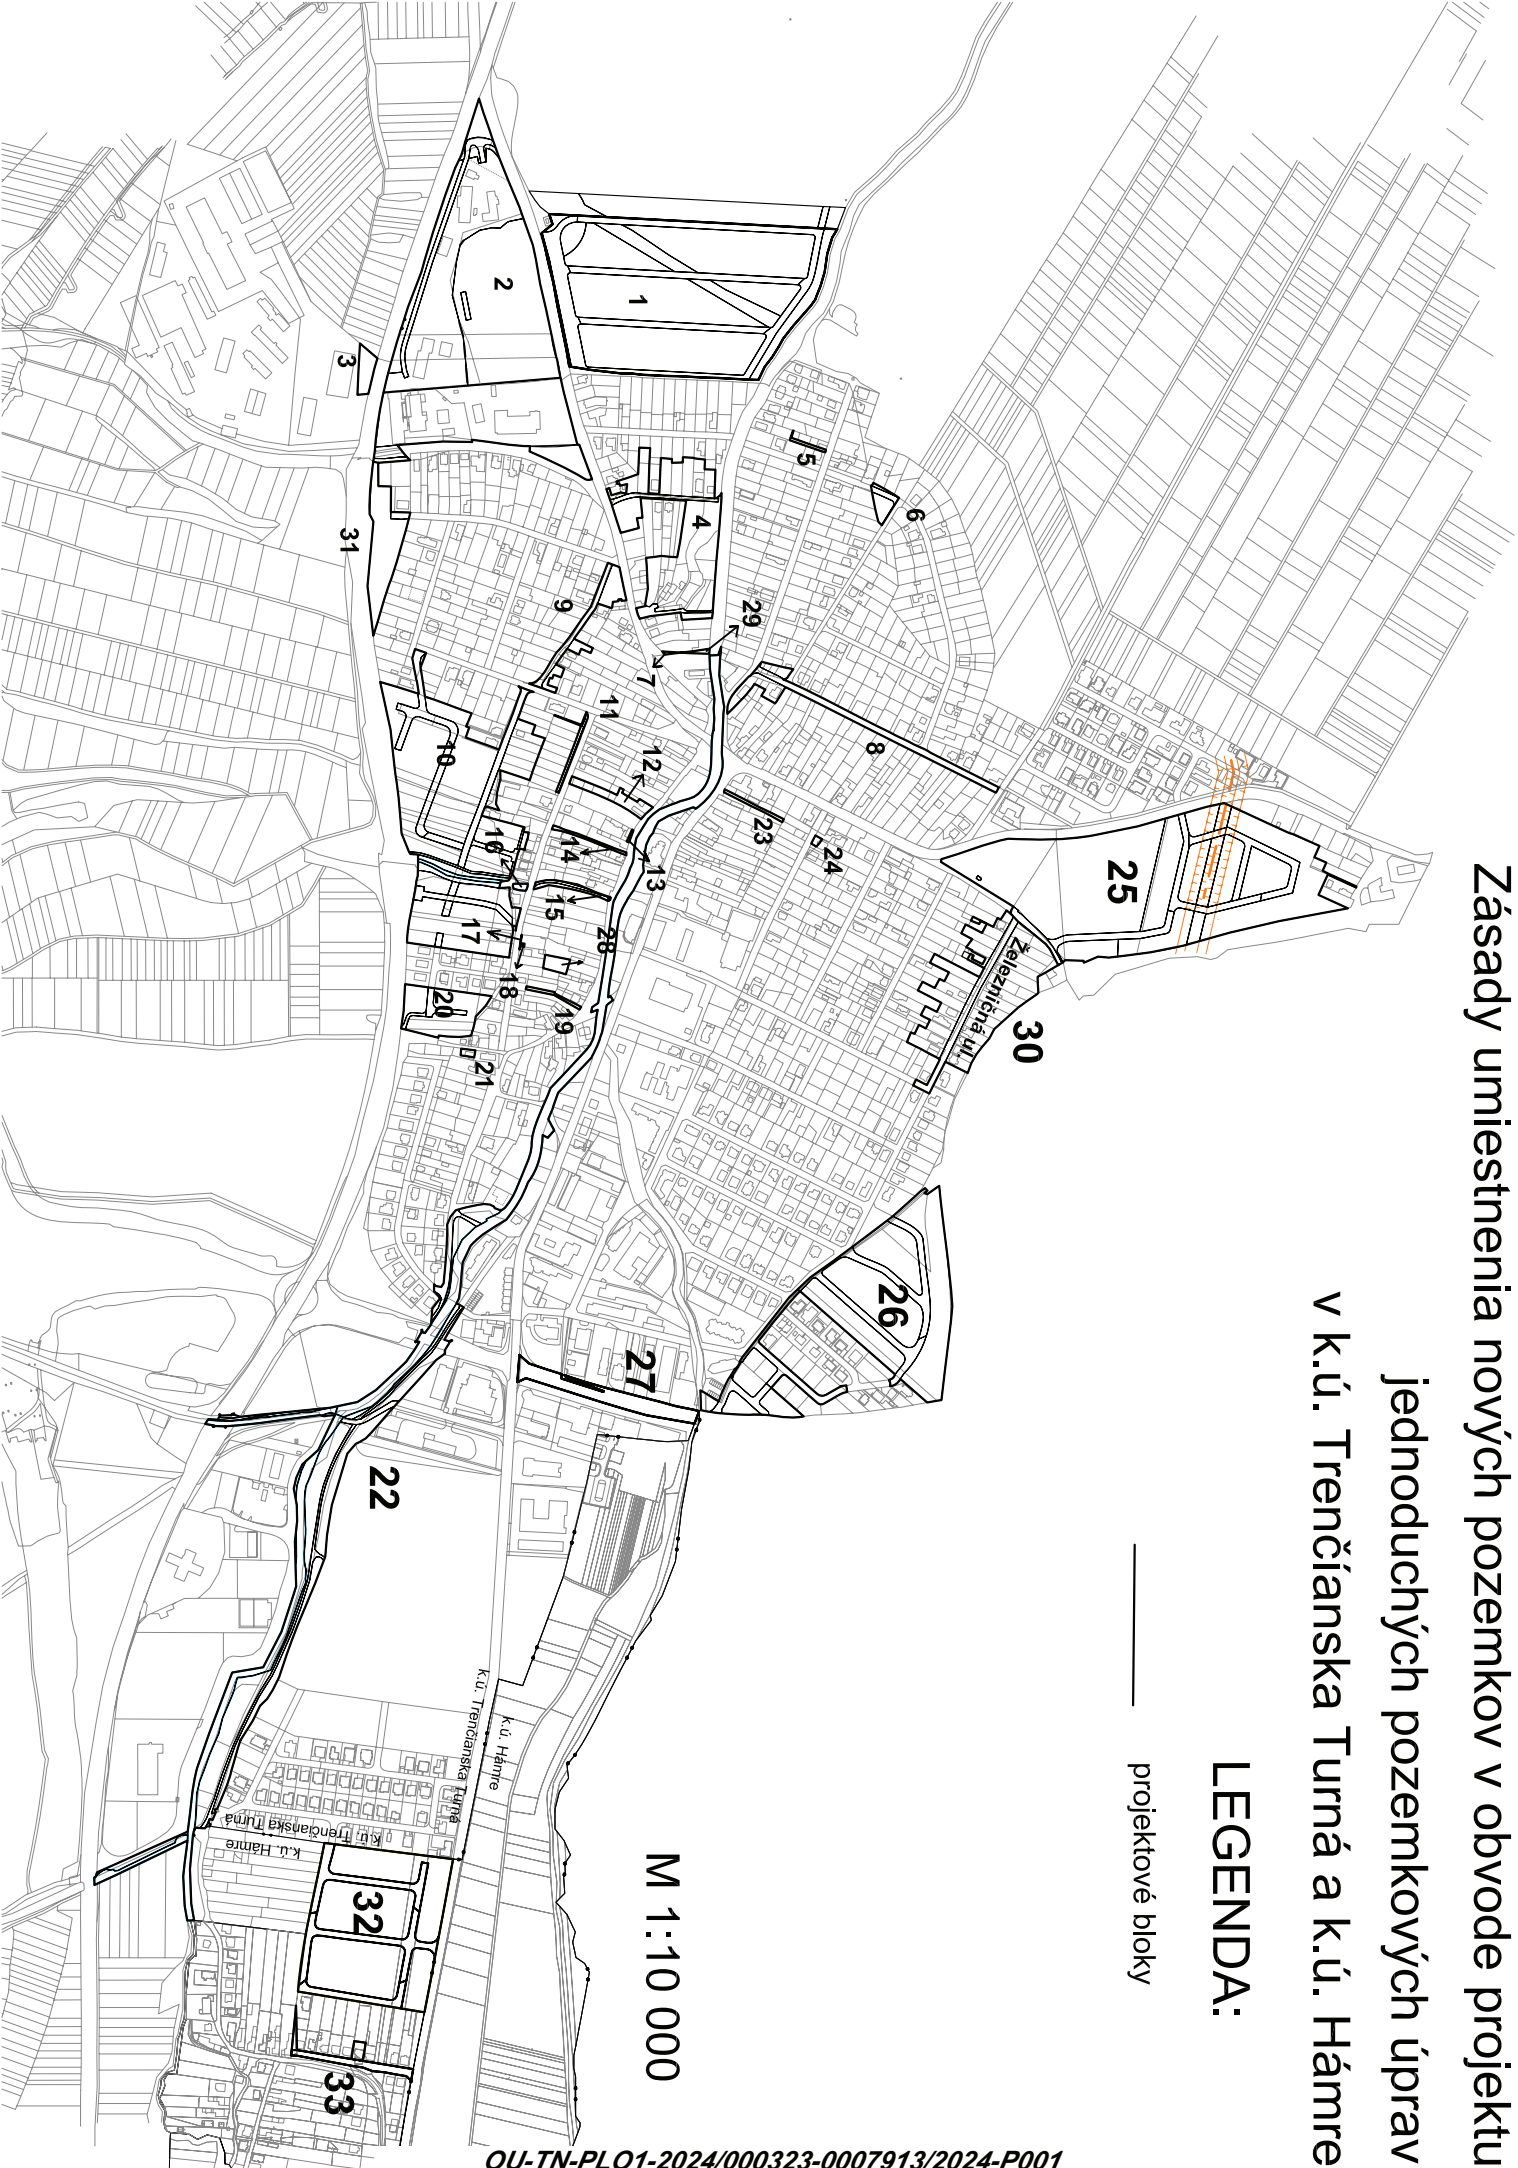 Zásady umiestnenia nových pozemkov v obvode projektu
jednoduchých pozemkových úprav
v k.ú. Trenčíanska Turná a k.ú. Hámre
LEGENDA:
projektové bloky
M 1:10 000
1
2
3
4
5
6
7
8
9
10
11
12
13
14
15
16
17
18
19
20
21
22
23
24
25
26
27
28
29
30
Železničná ul.
31
32
33
k.ú. Hámre
k.ú. Trenčianska Turná
k.ú. Trenčianska Turná
k.ú. Hámre
OU-TN-PLO1-2024/000323-0007913/2024-P001